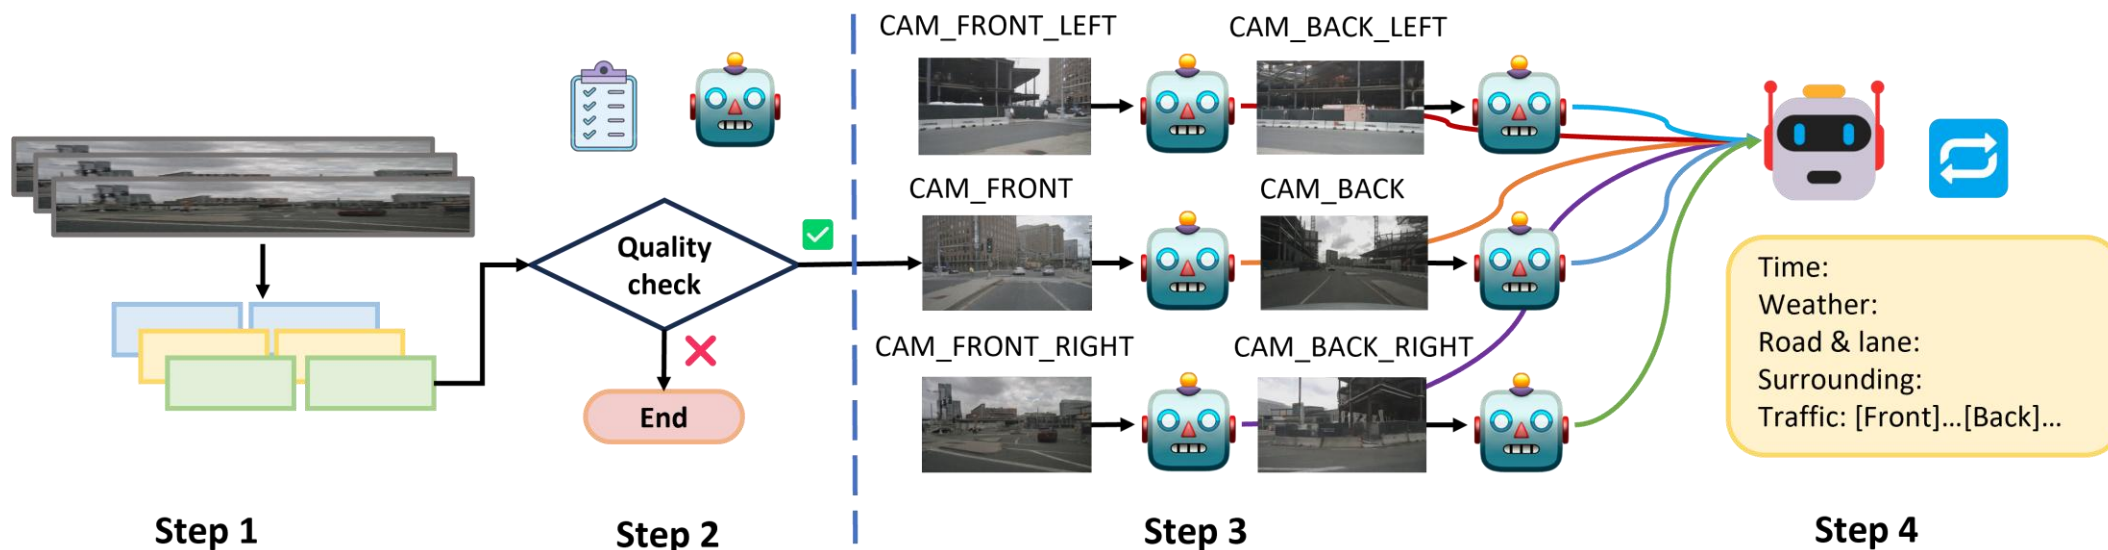 CAM_FRONT_LEFT
CAM_BACK_LEFT
CAM_FRONT
CAM_BACK
CAM_FRONT_RIGHT
CAM_BACK_RIGHT
Quality
check
End
Time:
Weather:
Road & lane:
Surrounding:
Traffic: [Front]...[Back]...
Step 1
Step 2
Step 3
Step 4